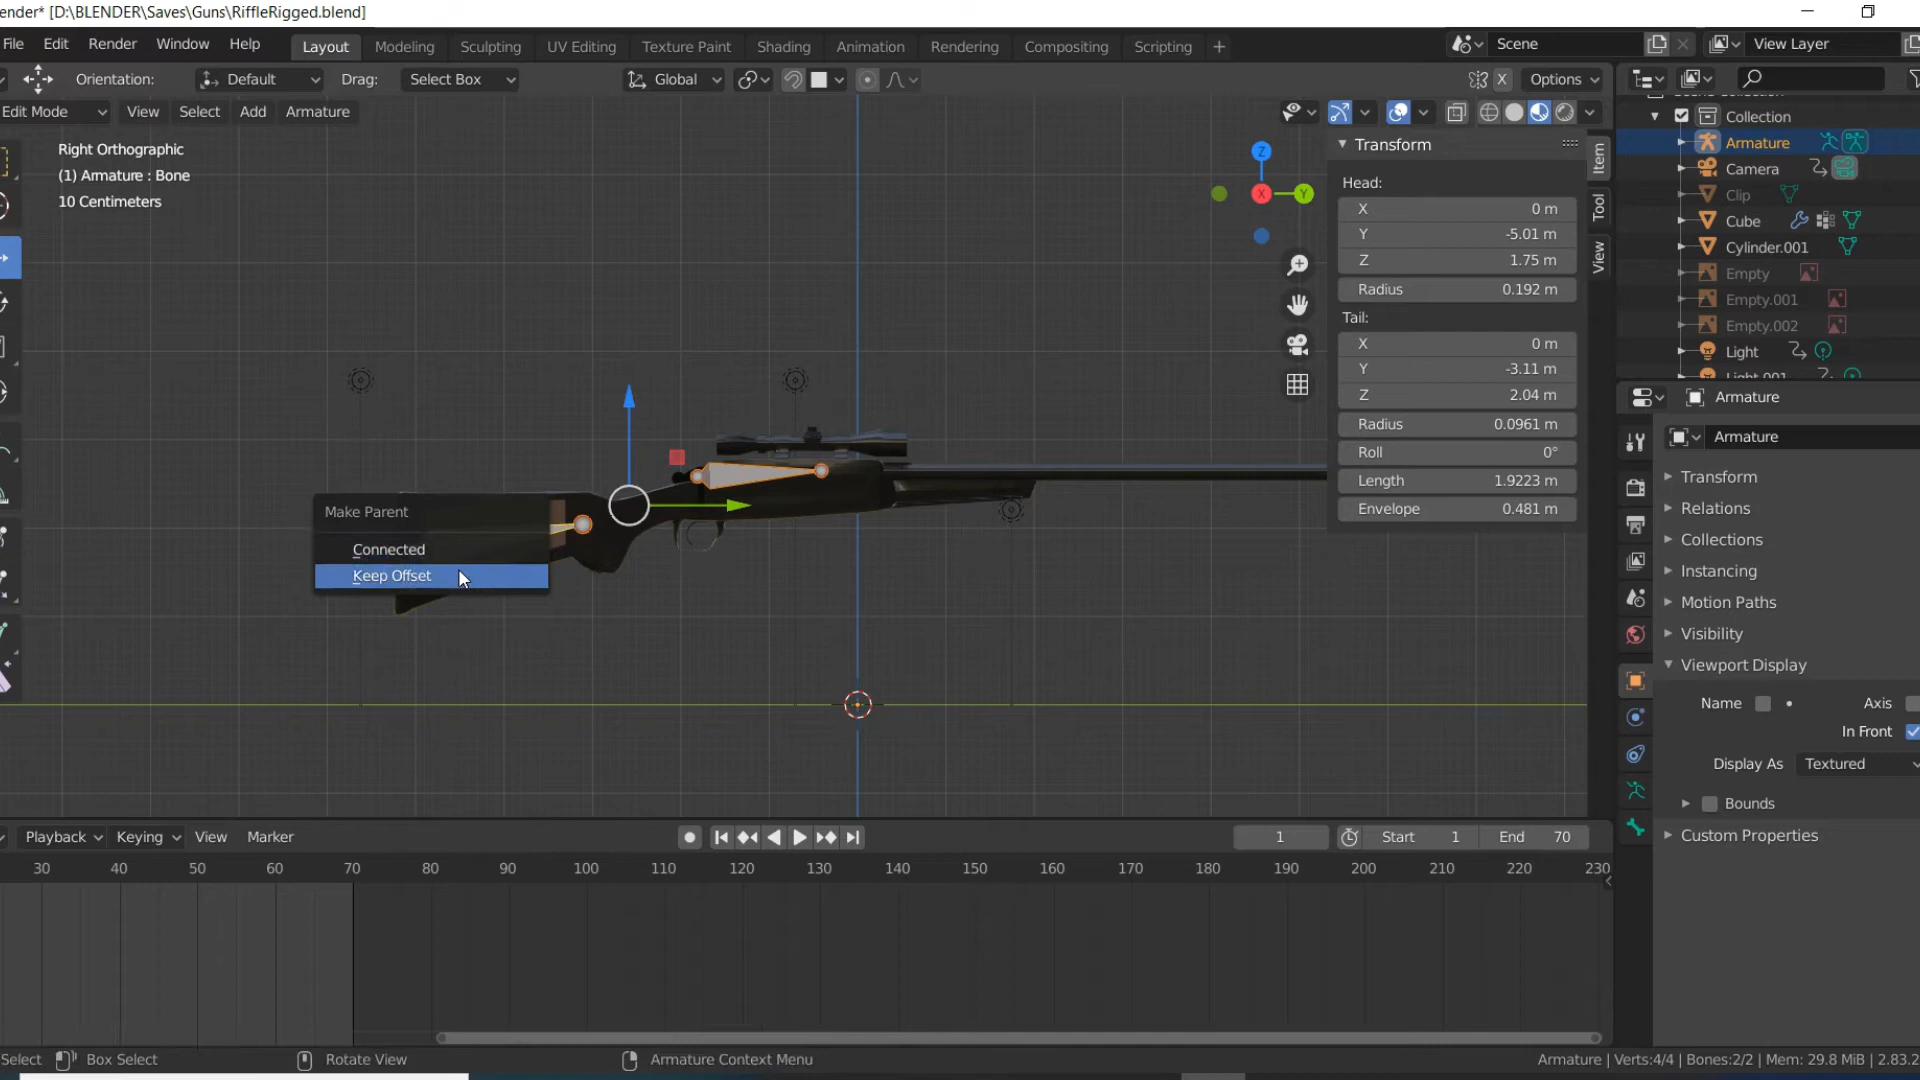 ender* [D:\BLENDER\Saves\Guns\RiffleRigged.blend]
File Edit Render Window Help Layout Modeling Sculpting UV Editing Texture Paint Shading Animation Rendering Compositing Scripting + Scene View Layer
Orientation: Default Drag: Select Box Global X Options
Edit Mode View Select Add Armature
Right Orthographic
(1) Armature : Bone
10 Centimeters
Z
X
Y
Transform
Head:
X 0 m
Y -5.01 m
Z 1.75 m
Radius 0.192 m
Tail:
X 0 m
Y -3.11 m
Z 2.04 m
Radius 0.0961 m
Roll 0°
Length 1.9223 m
Envelope 0.481 m
Item
Tool
View
Collection
Armature
Camera
Clip
Cube
Cylinder.001
Empty
Empty.001
Empty.002
Light
Light.001
Make Parent
Connected
Keep Offset
Armature
Armature
Transform
Relations
Collections
Instancing
Motion Paths
Visibility
Viewport Display
Name Axis
In Front
Display As Textured
Bounds
Custom Properties
Playback Keying View Marker 1 Start 1 End 70
30 40 50 60 70 80 90 100 110 120 130 140 150 160 170 180 190 200 210 220 230
Select Box Select Rotate View Armature Context Menu Armature | Verts:4/4 | Bones:2/2 | Mem: 29.8 MiB | 2.83.2